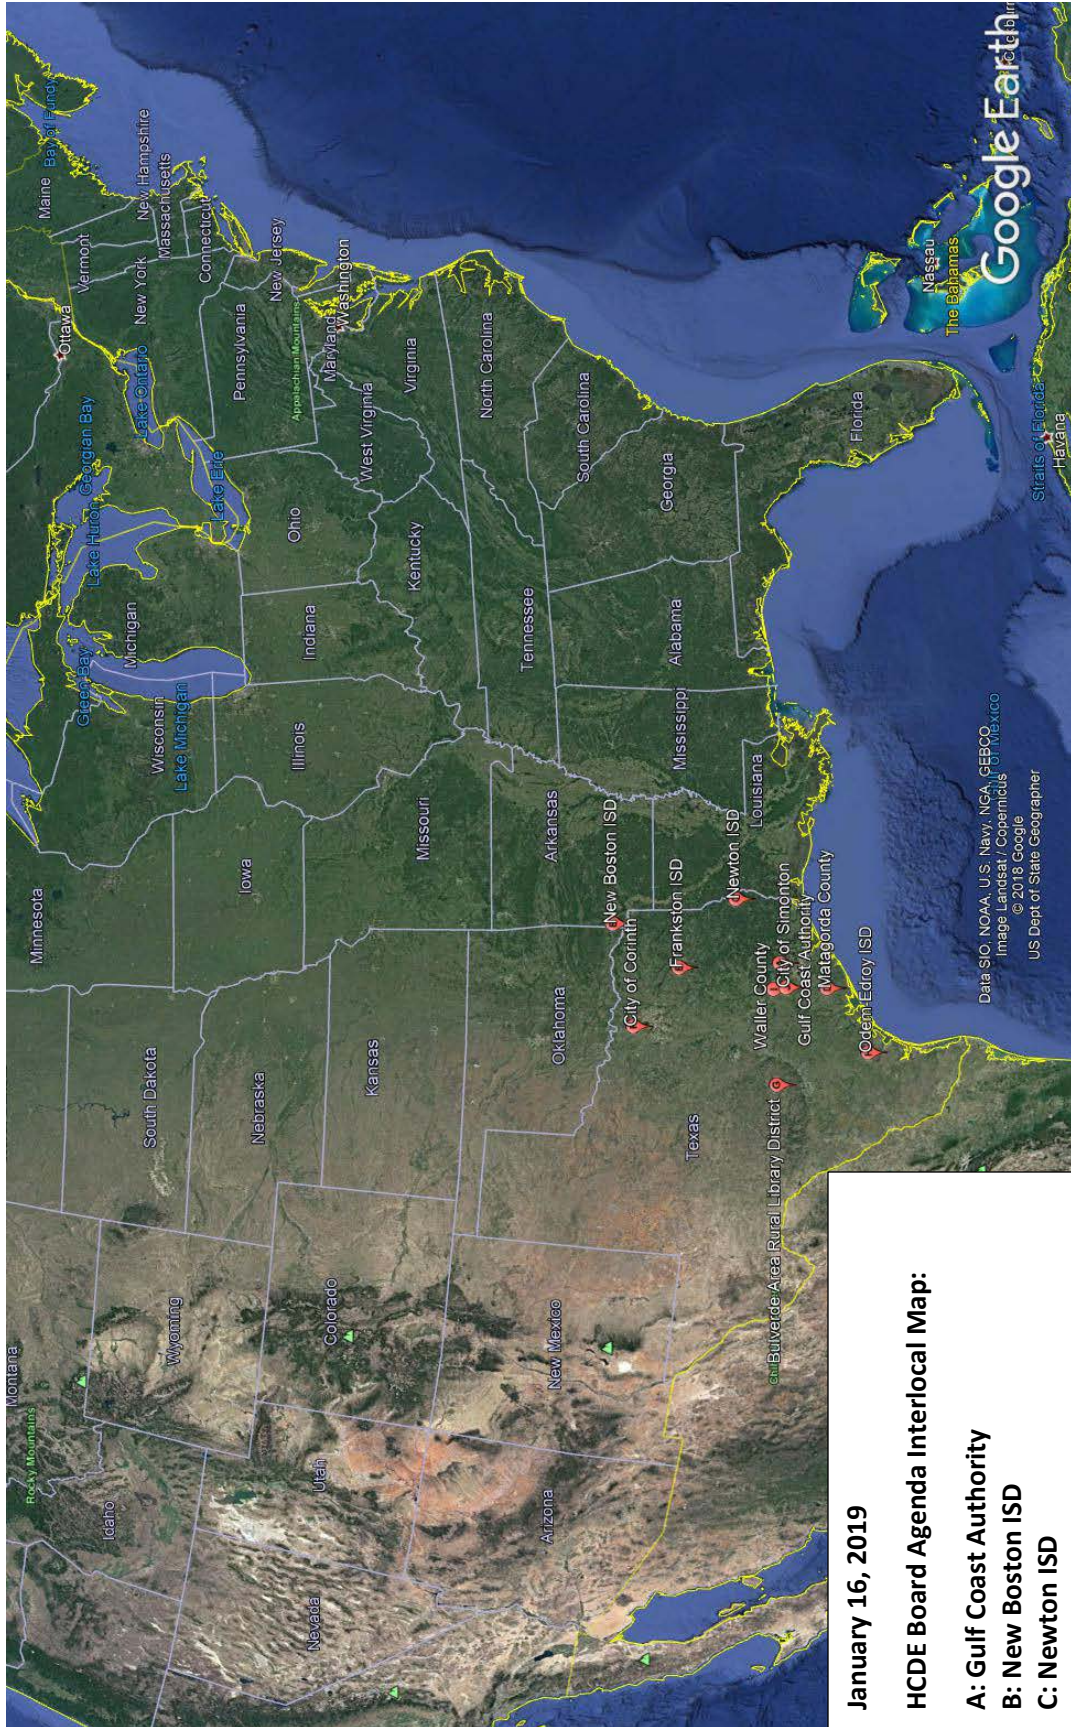 Montana
Rocky Mountains
Idaho
Wyoming
Nevada
Utah
Colorado
Arizona
New Mexico
Minnesota
South Dakota
Nebraska
Iowa
Kansas
Missouri
Oklahoma
Arkansas
Texas
Louisiana
Wisconsin
Lake Michigan
Green Bay
Michigan
Lake Huron
Georgian Bay
Illinois
Indiana
Ohio
Lake Erie
Lake Ontario
Ottawa
Kentucky
Tennessee
Mississippi
Alabama
Georgia
Florida
South Carolina
North Carolina
Virginia
West Virginia
Maryland
Washington
Appalachian Mountains
Pennsylvania
New Jersey
New York
Connecticut
Massachusetts
Vermont
New Hampshire
Maine
Bay of Fundy
New Boston ISD
City of Corinth
Frankston ISD
Newton ISD
Waller County
City of Simonton
Gulf Coast Authority
Matagorda County
Odem-Edroy ISD
G
Bulverde Area Rural Library District
Nassau
The Bahamas
Straits of Florida
Havana
Google Earth
Data SIO, NOAA, U.S. Navy, NGA, GEBCO
Image Landsat / Copernicus
© 2018 Google
US Dept of State Geographer
January 16, 2019
HCDE Board Agenda Interlocal Map:
A: Gulf Coast Authority
B: New Boston ISD
C: Newton ISD